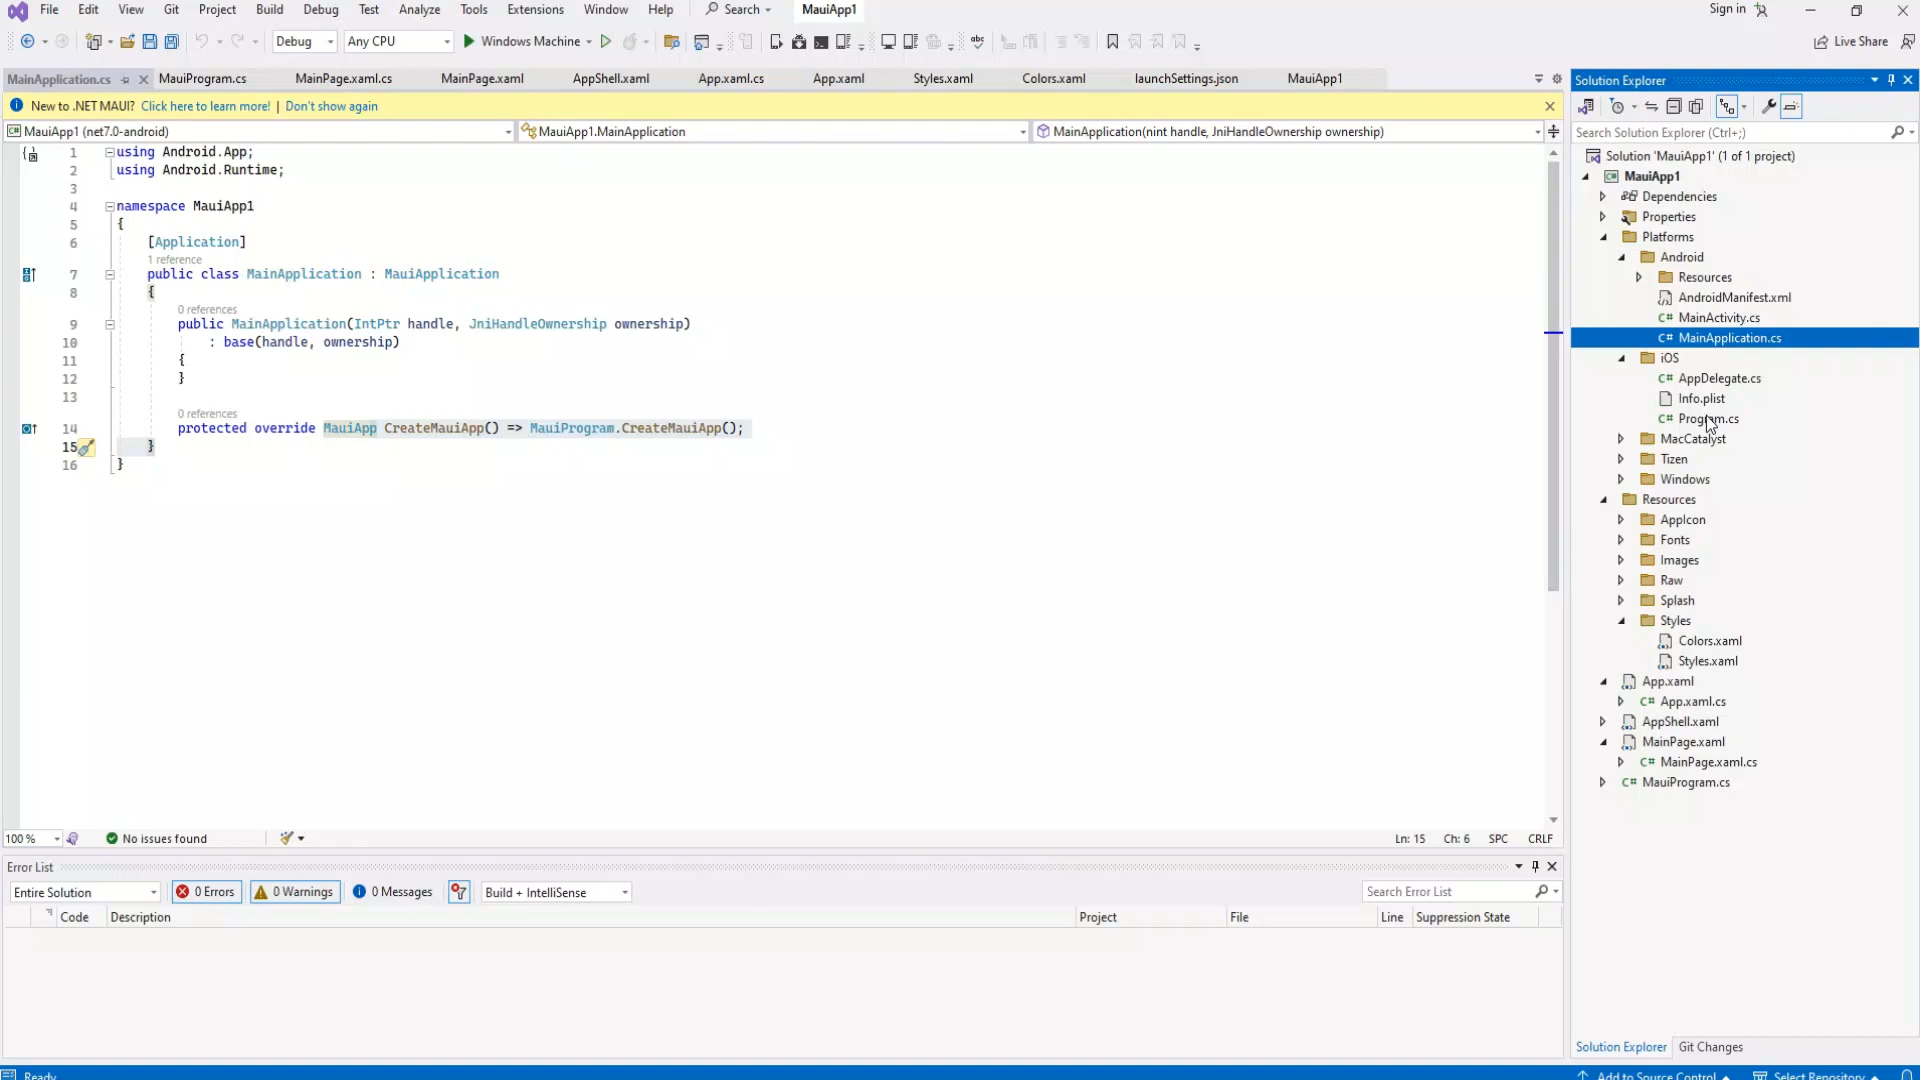 File Edit View Git Project Build Debug Test Analyze Tools Extensions Window Help Search MauiApp1 Sign in
Debug Any CPU Windows Machine abc Live Share
MainApplication.cs MauiProgram.cs MainPage.xaml.cs MainPage.xaml AppShell.xaml App.xaml.cs App.xaml Styles.xaml Colors.xaml launchSettings.json MauiApp1
New to .NET MAUI? Click here to learn more! | Don't show again
MauiApp1 (net7.0-android) MauiApp1.MainApplication MainApplication(nint handle, JniHandleOwnership ownership)
1 using Android.App;
2 using Android.Runtime;
3
4 namespace MauiApp1
5 {
6 [Application]
1 reference
7 public class MainApplication : MauiApplication
8 {
0 references
9 public MainApplication(IntPtr handle, JniHandleOwnership ownership)
10 : base(handle, ownership)
11 {
12 }
13
0 references
14 protected override MauiApp CreateMauiApp() => MauiProgram.CreateMauiApp();
15 }
16 }
100 % No issues found Ln: 15 Ch: 6 SPC CRLF
Error List
Entire Solution 0 Errors 0 Warnings 0 Messages Build + IntelliSense Search Error List
Code Description Project File Line Suppression State
Solution Explorer
Search Solution Explorer (Ctrl+;)
Solution 'MauiApp1' (1 of 1 project)
C# MauiApp1
Dependencies
Properties
Platforms
Android
Resources
AndroidManifest.xml
C# MainActivity.cs
C# MainApplication.cs
iOS
C# AppDelegate.cs
Info.plist
C# Program.cs
MacCatalyst
Tizen
Windows
Resources
AppIcon
Fonts
Images
Raw
Splash
Styles
Colors.xaml
Styles.xaml
App.xaml
C# App.xaml.cs
AppShell.xaml
MainPage.xaml
C# MainPage.xaml.cs
C# MauiProgram.cs
Solution Explorer Git Changes
Ready Add to Source Control Select Repository